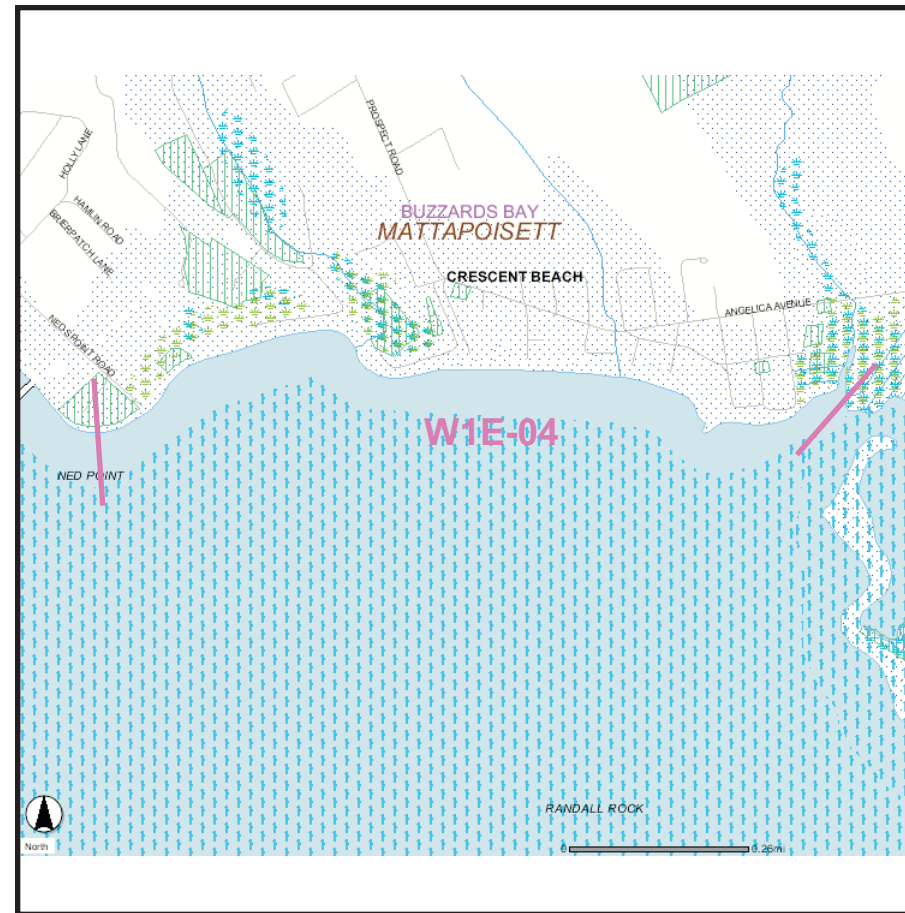 HOLLY LANE
PROSPECT ROAD
HAMLIN ROAD
BRIERPATCH LANE
BUZZARDS BAY
MATTAPOISETT
CRESCENT BEACH
ANGELICA AVENUE
NEDS POINT ROAD
W1E-04
NED POINT
RANDALL ROCK
North
0 0.26mi